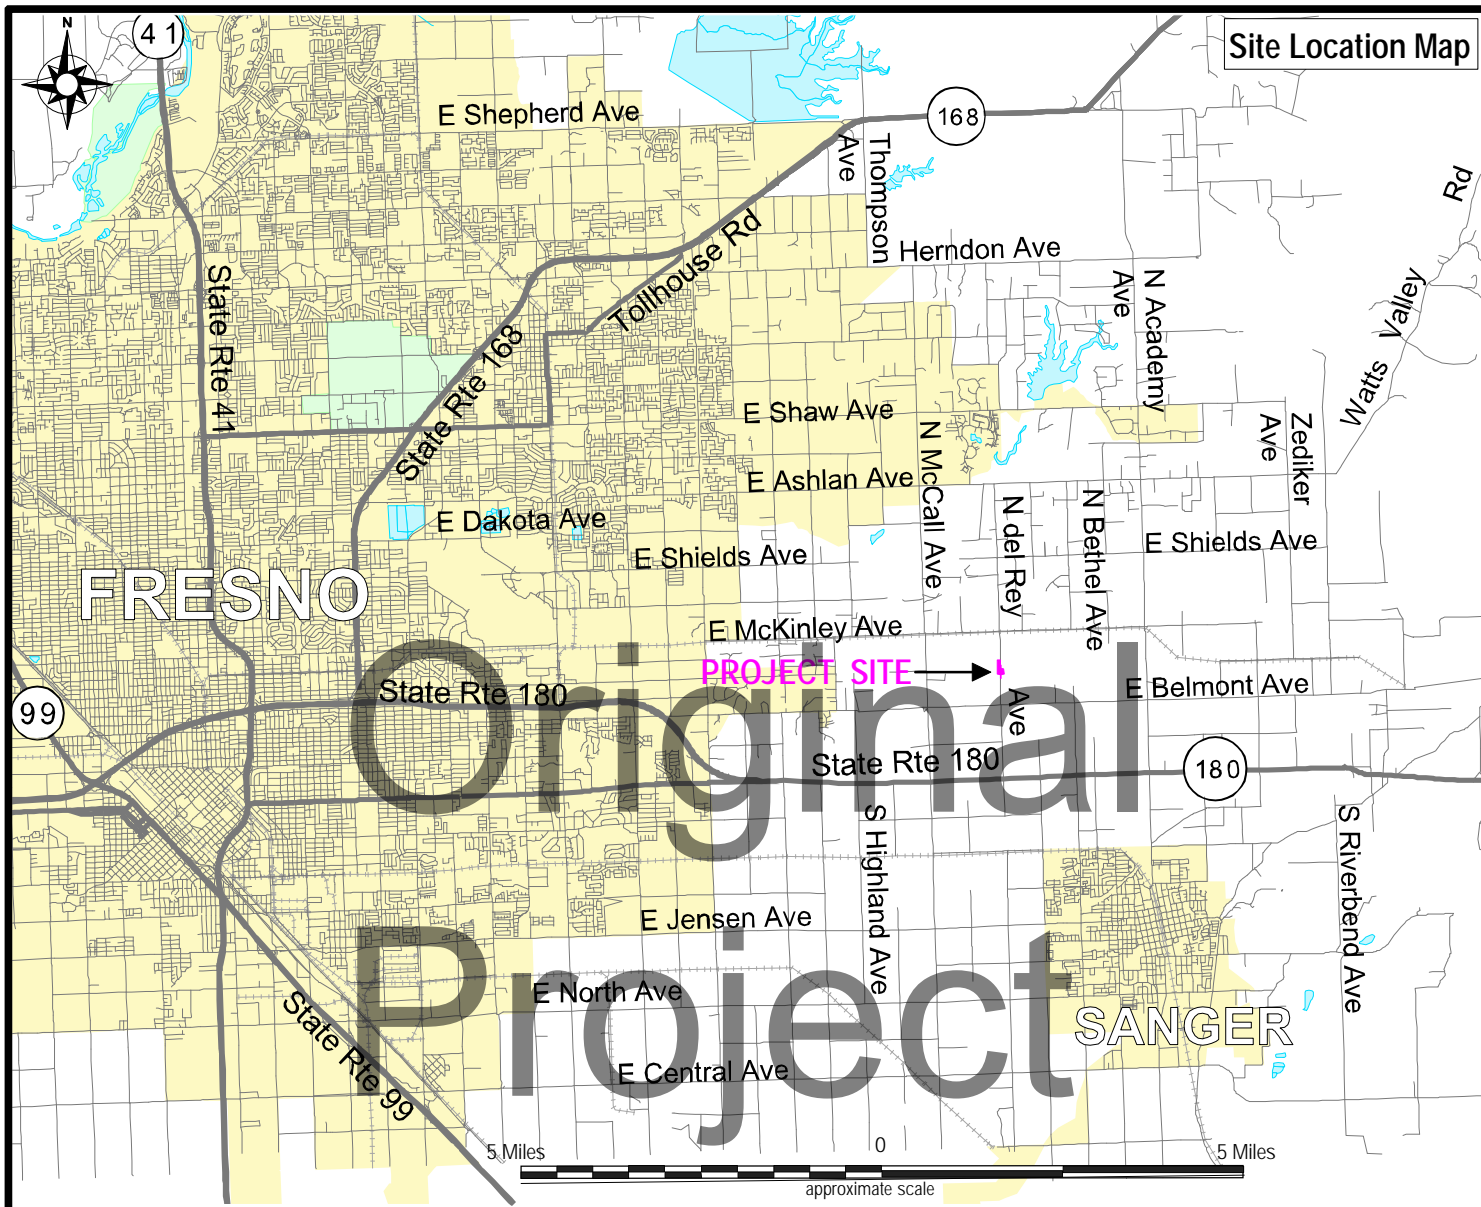 Site Location Map
N
41
E Shepherd Ave
168
Thompson
Ave
Rd
Herndon Ave
Tollhouse Rd
State Rte 41
State Rte 168
N Academy
Ave
Valley
Watts
E Shaw Ave
Zediker
Ave
E Ashlan Ave
N McCall Ave
E Dakota Ave
N del Rey
N Bethel Ave
E Shields Ave
E Shields Ave
FRESNO
E McKinley Ave
PROJECT SITE
Ave
E Belmont Ave
State Rte 180
99
Original
State Rte 180
180
S Highland Ave
S Riverbend Ave
E Jensen Ave
Project
E North Ave
SANGER
State Rte 99
E Central Ave
5 Miles
0
5 Miles
approximate scale